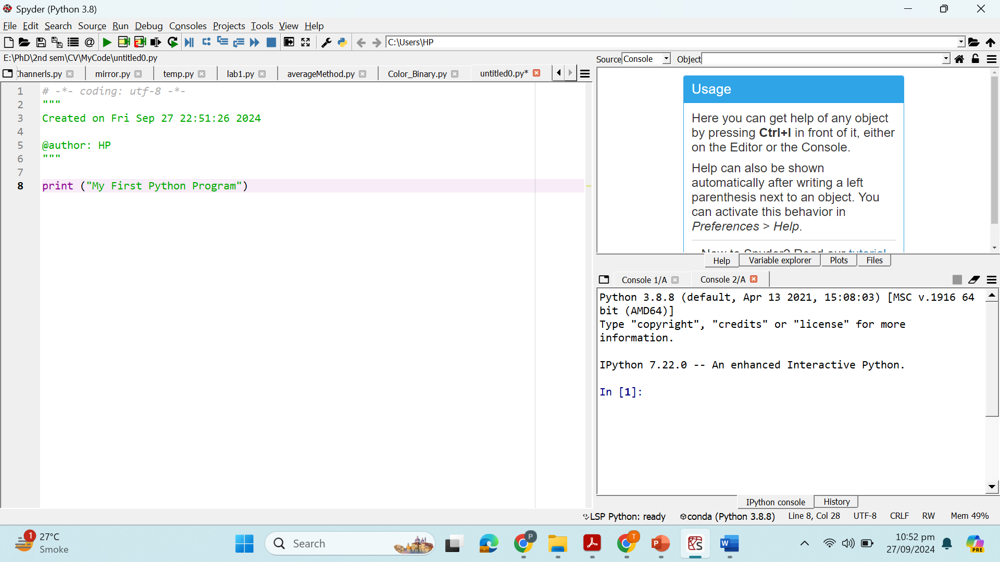 Spyder (Python 3.8)
File Edit Search Source Run Debug Consoles Projects Tools View Help
C:\Users\HP
E:\PhD\2nd sem\CV\MyCode\untitled0.py
Source Console Object
hannerls.py mirror.py temp.py lab1.py averageMethod.py Color_Binary.py untitled0.py*
1 # -*- coding: utf-8 -*-
2 """
3 Created on Fri Sep 27 22:51:26 2024
4
5 @author: HP
6 """
7
8 print ("My First Python Program")
Usage
Here you can get help of any object
by pressing Ctrl+I in front of it, either
on the Editor or the Console.
Help can also be shown
automatically after writing a left
parenthesis next to an object. You
can activate this behavior in
Preferences > Help.
New to Spyder? Read our tutorial
Help Variable explorer Plots Files
Console 1/A Console 2/A
Python 3.8.8 (default, Apr 13 2021, 15:08:03) [MSC v.1916 64
bit (AMD64)]
Type "copyright", "credits" or "license" for more
information.
IPython 7.22.0 -- An enhanced Interactive Python.
In [1]:
IPython console History
LSP Python: ready conda (Python 3.8.8) Line 8, Col 28 UTF-8 CRLF RW Mem 49%
1 27°C
Smoke
Search
P
T
P
W
10:52 pm
27/09/2024
PRE